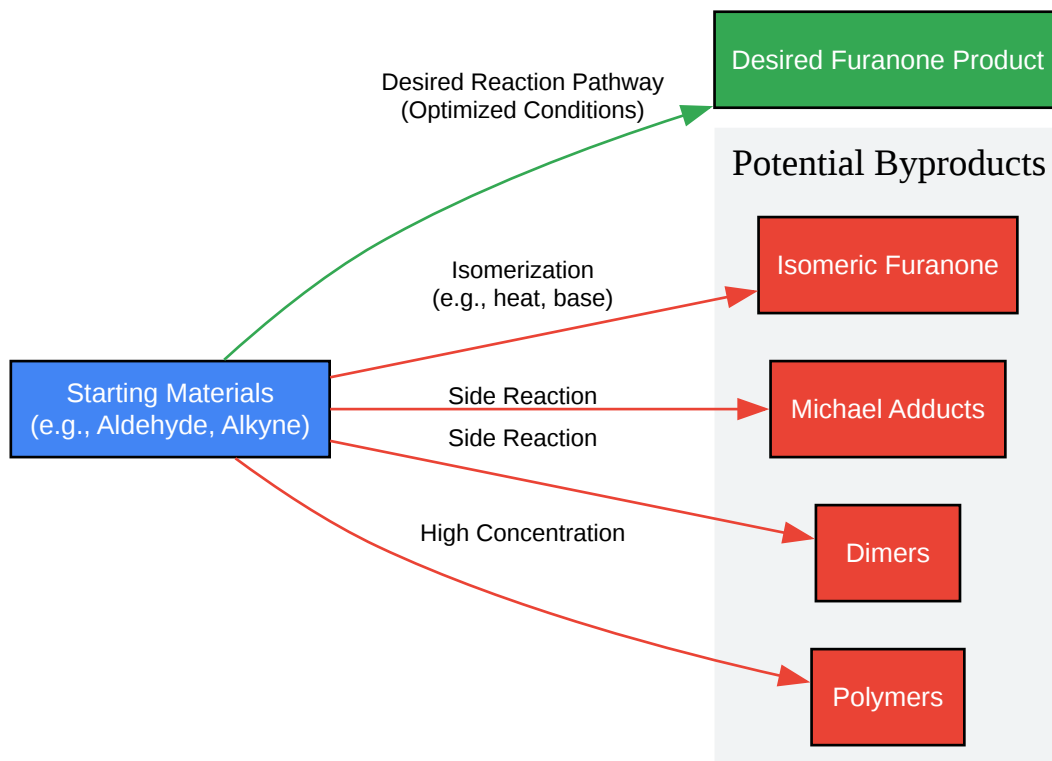 Desired Furanone Product
Desired Reaction Pathway
(Optimized Conditions)
Potential Byproducts
Isomerization
(e.g., heat, base)
Isomeric Furanone
Starting Materials
(e.g., Aldehyde, Alkyne)
Side Reaction
Michael Adducts
Side Reaction
High Concentration
Dimers
Polymers